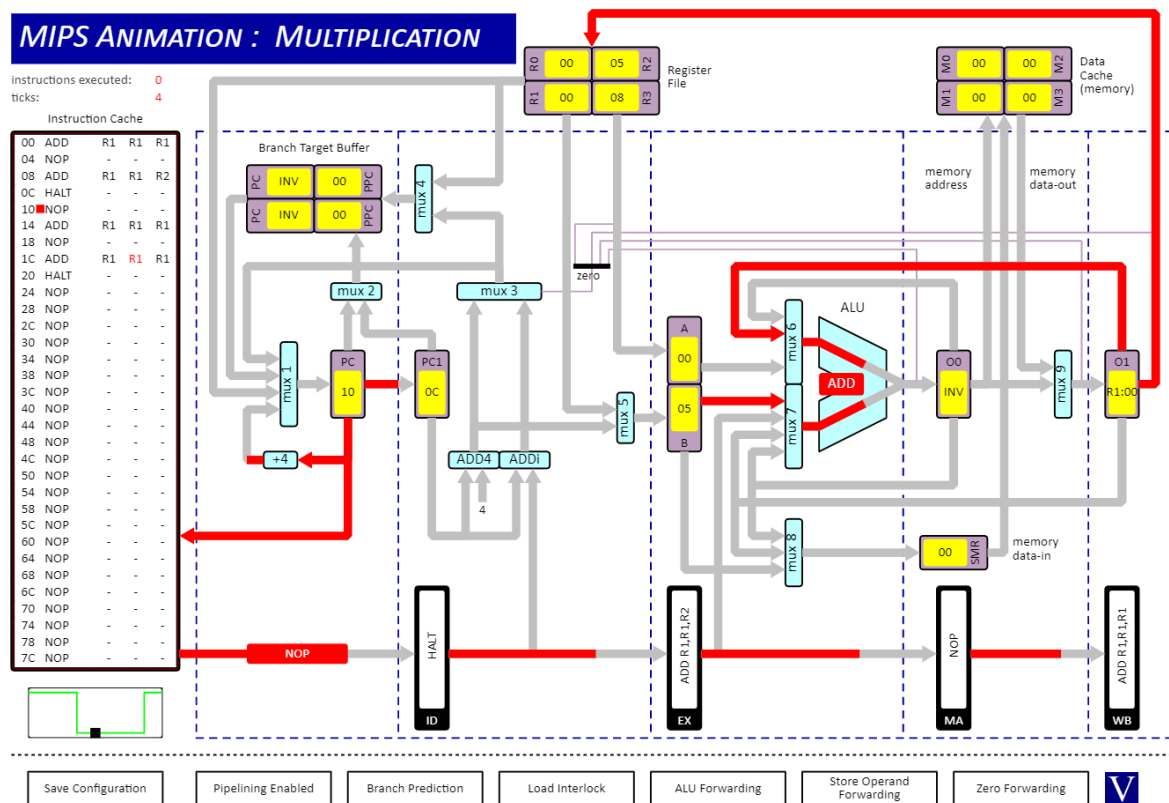 MIPS ANIMATION : MULTIPLICATION
instructions executed: 0
ticks: 4
Instruction Cache
00 ADD R1 R1 R1
04 NOP - - -
08 ADD R1 R1 R2
0C HALT - - -
10 NOP - - -
14 ADD R1 R1 R1
18 NOP - - -
1C ADD R1 R1 R1
20 HALT - - -
24 NOP - - -
28 NOP - - -
2C NOP - - -
30 NOP - - -
34 NOP - - -
38 NOP - - -
3C NOP - - -
40 NOP - - -
44 NOP - - -
48 NOP - - -
4C NOP - - -
50 NOP - - -
54 NOP - - -
58 NOP - - -
5C NOP - - -
60 NOP - - -
64 NOP - - -
68 NOP - - -
6C NOP - - -
70 NOP - - -
74 NOP - - -
78 NOP - - -
7C NOP - - -
R0 00 05 R2
R1 00 08 R3
Register
File
M0 00 00 M2
M1 00 00 M3
Data
Cache
(memory)
Branch Target Buffer
PC INV 00 PPC
PC INV 00 PPC
mux 4
memory
address
memory
data-out
zero
mux 2
mux 3
mux 1
PC
10
PC1
0C
+4
ADD4
ADDi
4
mux 5
A
00
05
B
mux 6
mux 7
ALU
ADD
O0
INV
mux 9
O1
R1:00
mux 8
00 SMR
memory
data-in
NOP
HALT
ID
ADD R1,R1,R2
EX
NOP
MA
ADD R1,R1,R1
WB
Save Configuration
Pipelining Enabled
Branch Prediction
Load Interlock
ALU Forwarding
Store Operand
Forwarding
Zero Forwarding
V